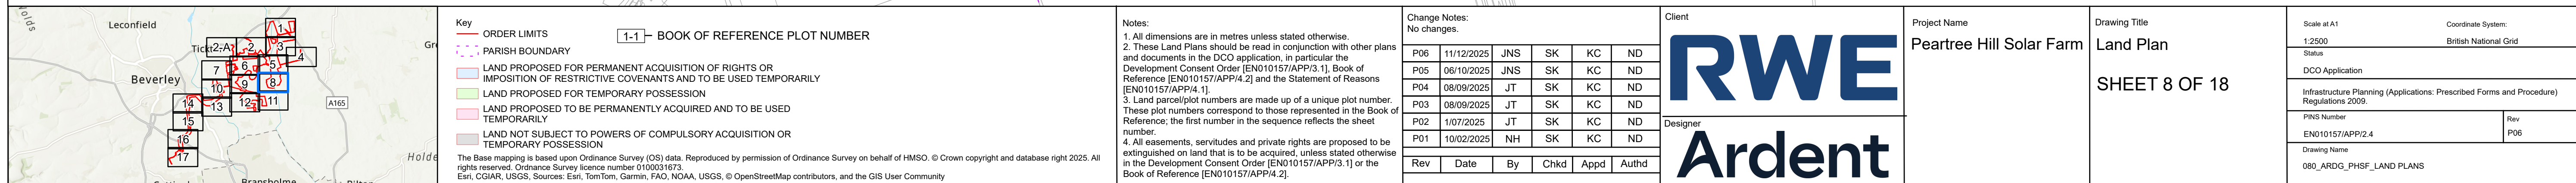 Leconfield
Beverley
A165
1
2-A
2
3
4
5
6
7
8
9
10
11
12
13
14
15
16
17
Key
ORDER LIMITS
1-1 BOOK OF REFERENCE PLOT NUMBER
PARISH BOUNDARY
LAND PROPOSED FOR PERMANENT ACQUISITION OF RIGHTS OR
IMPOSITION OF RESTRICTIVE COVENANTS AND TO BE USED TEMPORARILY
LAND PROPOSED FOR TEMPORARY POSSESSION
LAND PROPOSED TO BE PERMANENTLY ACQUIRED AND TO BE USED
TEMPORARILY
LAND NOT SUBJECT TO POWERS OF COMPULSORY ACQUISITION OR
TEMPORARY POSSESSION
The Base mapping is based upon Ordinance Survey (OS) data. Reproduced by permission of Ordinance Survey on behalf of HMSO. © Crown copyright and database right 2025. All
rights reserved. Ordinance Survey licence number 0100031673.
Esri, CGIAR, USGS, Sources: Esri, TomTom, Garmin, FAO, NOAA, USGS, © OpenStreetMap contributors, and the GIS User Community
Notes:
1. All dimensions are in metres unless stated otherwise.
2. These Land Plans should be read in conjunction with other plans
and documents in the DCO application, in particular the
Development Consent Order [EN010157/APP/3.1], Book of
Reference [EN010157/APP/4.2] and the Statement of Reasons
[EN010157/APP/4.1].
3. Land parcel/plot numbers are made up of a unique plot number.
These plot numbers correspond to those represented in the Book of
Reference; the first number in the sequence reflects the sheet
number.
4. All easements, servitudes and private rights are proposed to be
extinguished on land that is to be acquired, unless stated otherwise
in the Development Consent Order [EN010157/APP/3.1] or the
Book of Reference [EN010157/APP/4.2].
Change Notes:
No changes.
P06 11/12/2025 JNS SK KC ND
P05 06/10/2025 JNS SK KC ND
P04 08/09/2025 JT SK KC ND
P03 08/09/2025 JT SK KC ND
P02 1/07/2025 JT SK KC ND
P01 10/02/2025 NH SK KC ND
Rev Date By Chkd Appd Authd
Client
RWE
Designer
Ardent
Project Name
Peartree Hill Solar Farm
Drawing Title
Land Plan
SHEET 8 OF 18
Scale at A1 Coordinate System:
1:2500 British National Grid
Status
DCO Application
Infrastructure Planning (Applications: Prescribed Forms and Procedure)
Regulations 2009.
PINS Number Rev
EN010157/APP/2.4 P06
Drawing Name
080_ARDG_PHSF_LAND PLANS